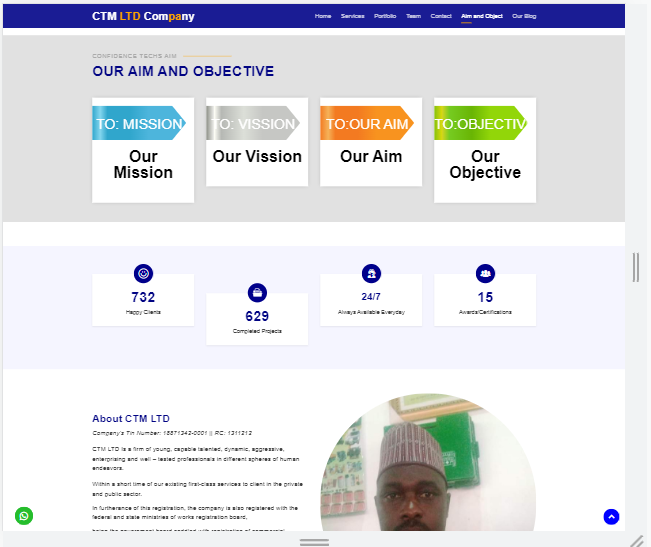 CTM LTD Company
Home Services Portfolio Team Contact Aim and Object Our Blog
CONFIDENCE TECHS AIM
OUR AIM AND OBJECTIVE
TO: MISSION
TO: VISSION
TO:OUR AIM
TO:OBJECTIV
Our Mission
Our Vission
Our Aim
Our Objective
732
Happy Clients
629
Completed Projects
24/7
Always Available Everyday
15
Awards/Certifications
About CTM LTD
Company's Tin Number: 18871343-0001 || RC: 1311213
CTM LTD is a firm of young, capable talented, dynamic, aggressive,
enterprising and well – tested professionals in different spheres of human
endeavors.
Within a short time of our existing first-class services to client in the private
and public sector.
In furtherance of this registration, the company is also registered with the
federal and state ministries of works registration board,